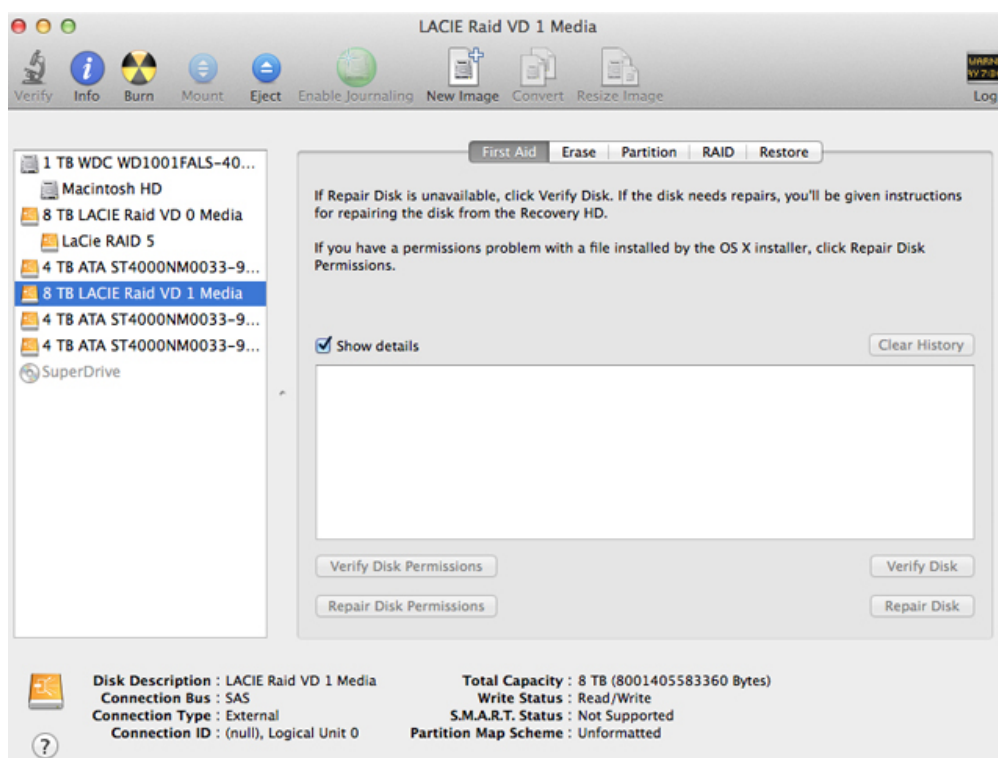 LACIE Raid VD 1 Media
Verify Info Burn Mount Eject Enable Journaling New Image Convert Resize Image Log
First Aid Erase Partition RAID Restore
1 TB WDC WD1001FALS-40...
Macintosh HD
8 TB LACIE Raid VD 0 Media
LaCie RAID 5
4 TB ATA ST4000NM0033-9...
8 TB LACIE Raid VD 1 Media
4 TB ATA ST4000NM0033-9...
4 TB ATA ST4000NM0033-9...
SuperDrive
If Repair Disk is unavailable, click Verify Disk. If the disk needs repairs, you'll be given instructions
for repairing the disk from the Recovery HD.
If you have a permissions problem with a file installed by the OS X installer, click Repair Disk
Permissions.
Show details
Clear History
Verify Disk Permissions
Verify Disk
Repair Disk Permissions
Repair Disk
Disk Description : LACIE Raid VD 1 Media
Connection Bus : SAS
Connection Type : External
Connection ID : (null), Logical Unit 0
Total Capacity : 8 TB (8001405583360 Bytes)
Write Status : Read/Write
S.M.A.R.T. Status : Not Supported
Partition Map Scheme : Unformatted
?